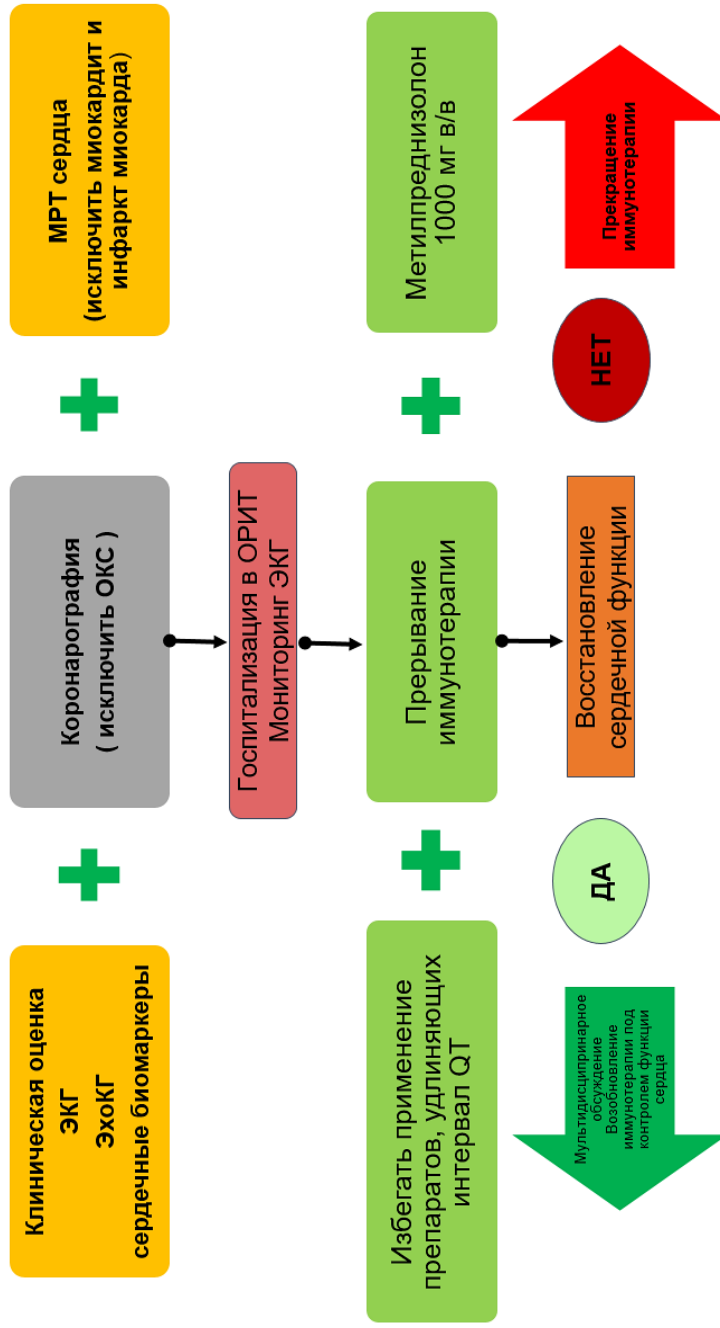 Клиническая оценка
ЭКГ
ЭхоКГ
сердечные биомаркеры
Коронарография
( исключить ОКС )
МРТ сердца
(исключить миокардит и
инфаркт миокарда)
Госпитализация в ОРИТ
Мониторинг ЭКГ
Избегать применение
препаратов, удлиняющих
интервал QT
Прерывание
иммунотерапии
Метилпреднизолон
1000 мг в/в
Мультидисципринарное
обсуждение
Возобновление
иммунотерапии под
контролем функции
сердца
ДА
Восстановление
сердечной функции
НЕТ
Прекращение
иммунотерапии